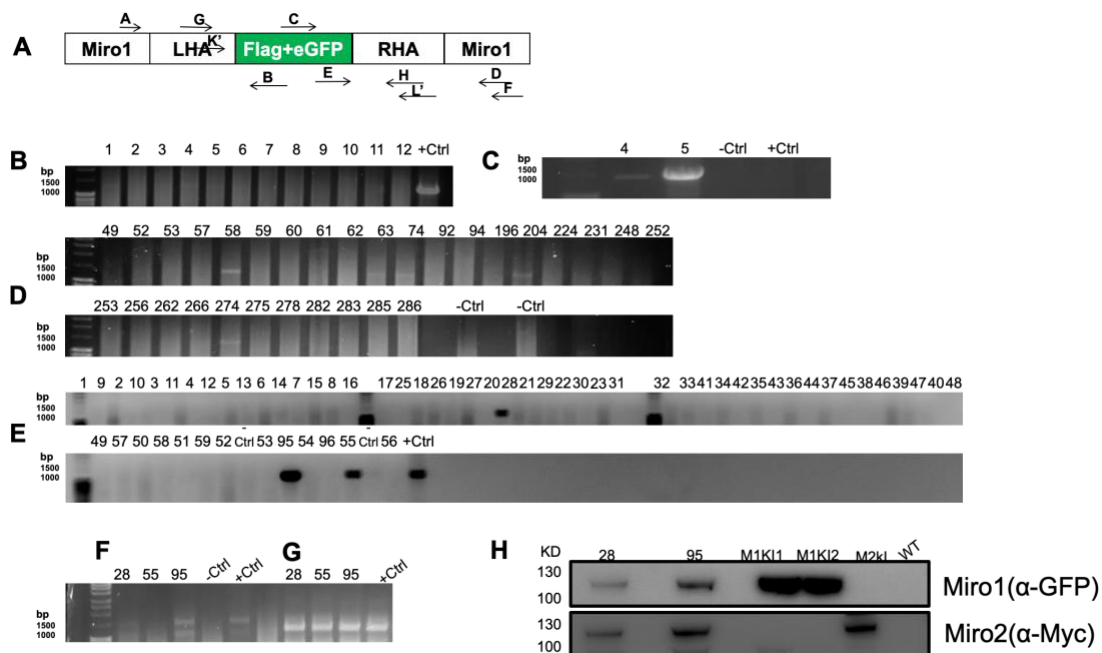 A G C
A Miro1 LHA K' Flag+eGFP RHA Miro1
B E H L' D F
B 1 2 3 4 5 6 7 8 9 10 11 12 +Ctrl
bp
1500
1000
C 4 5 -Ctrl +Ctrl
bp
1500
1000
49 52 53 57 58 59 60 61 62 63 74 92 94 196 204 224 231 248 252
bp
1500
1000
D
253 256 262 266 274 275 278 282 283 285 286 -Ctrl -Ctrl
bp
1500
1000
1 9 2 10 3 11 4 12 5 13 6 14 7 15 8 16 17 25 18 26 19 27 20 28 21 29 22 30 23 31 32 33 41 34 42 35 43 36 44 37 45 38 46 39 47 40 48
bp
1500
1000
E
49 57 50 58 51 59 52 -Ctrl 53 95 54 96 55 -Ctrl 56 +Ctrl
bp
1500
1000
F 28 55 95 -Ctrl +Ctrl
G 28 55 95 +Ctrl
bp
1500
1000
H KD 28 95 M1KI1 M1KI2 M2kI WT
130
100
Miro1(α-GFP)
130
100
Miro2(α-Myc)